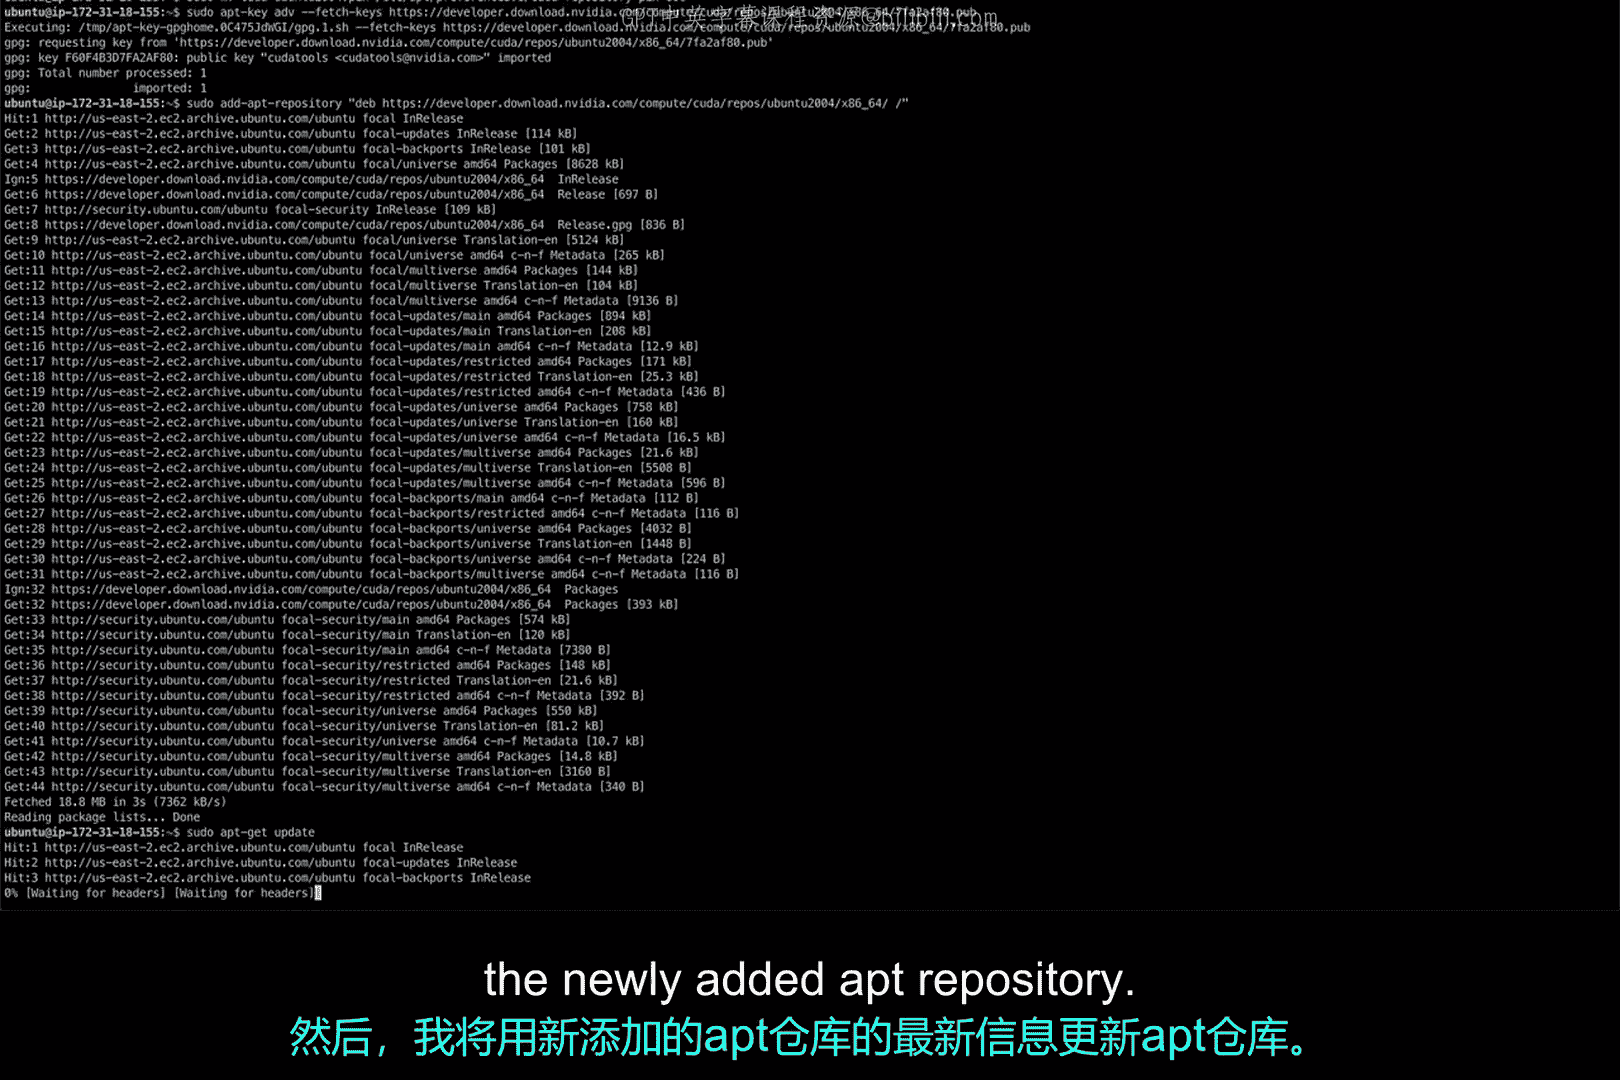 ubuntu@ip-172-31-18-155:~$ sudo apt-key adv --fetch-keys https://developer.download.nvidia.com/compute/cuda/repos/ubuntu2004/x86_64/7fa2af80.pub
GPT中英字幕课程资源@bilibili.com
Executing: /tmp/apt-key-gpghome.0C475JdWGI/gpg.1.sh --fetch-keys https://developer.download.nvidia.com/compute/cuda/repos/ubuntu2004/x86_64/7fa2af80.pub
gpg: requesting key from 'https://developer.download.nvidia.com/compute/cuda/repos/ubuntu2004/x86_64/7fa2af80.pub'
gpg: key F60F4B3D7FA2AF80: public key "cudatools <cudatools@nvidia.com>" imported
gpg: Total number processed: 1
gpg:               imported: 1
ubuntu@ip-172-31-18-155:~$ sudo add-apt-repository "deb https://developer.download.nvidia.com/compute/cuda/repos/ubuntu2004/x86_64/ /"
Hit:1 http://us-east-2.ec2.archive.ubuntu.com/ubuntu focal InRelease
Get:2 http://us-east-2.ec2.archive.ubuntu.com/ubuntu focal-updates InRelease [114 kB]
Get:3 http://us-east-2.ec2.archive.ubuntu.com/ubuntu focal-backports InRelease [101 kB]
Get:4 http://us-east-2.ec2.archive.ubuntu.com/ubuntu focal/universe amd64 Packages [8628 kB]
Ign:5 https://developer.download.nvidia.com/compute/cuda/repos/ubuntu2004/x86_64  InRelease
Get:6 https://developer.download.nvidia.com/compute/cuda/repos/ubuntu2004/x86_64  Release [697 B]
Get:7 http://security.ubuntu.com/ubuntu focal-security InRelease [109 kB]
Get:8 https://developer.download.nvidia.com/compute/cuda/repos/ubuntu2004/x86_64  Release.gpg [836 B]
Get:9 http://us-east-2.ec2.archive.ubuntu.com/ubuntu focal/universe Translation-en [5124 kB]
Get:10 http://us-east-2.ec2.archive.ubuntu.com/ubuntu focal/universe amd64 c-n-f Metadata [265 kB]
Get:11 http://us-east-2.ec2.archive.ubuntu.com/ubuntu focal/multiverse amd64 Packages [144 kB]
Get:12 http://us-east-2.ec2.archive.ubuntu.com/ubuntu focal/multiverse Translation-en [104 kB]
Get:13 http://us-east-2.ec2.archive.ubuntu.com/ubuntu focal/multiverse amd64 c-n-f Metadata [9136 B]
Get:14 http://us-east-2.ec2.archive.ubuntu.com/ubuntu focal-updates/main amd64 Packages [894 kB]
Get:15 http://us-east-2.ec2.archive.ubuntu.com/ubuntu focal-updates/main Translation-en [208 kB]
Get:16 http://us-east-2.ec2.archive.ubuntu.com/ubuntu focal-updates/main amd64 c-n-f Metadata [12.9 kB]
Get:17 http://us-east-2.ec2.archive.ubuntu.com/ubuntu focal-updates/restricted amd64 Packages [171 kB]
Get:18 http://us-east-2.ec2.archive.ubuntu.com/ubuntu focal-updates/restricted Translation-en [25.3 kB]
Get:19 http://us-east-2.ec2.archive.ubuntu.com/ubuntu focal-updates/restricted amd64 c-n-f Metadata [436 B]
Get:20 http://us-east-2.ec2.archive.ubuntu.com/ubuntu focal-updates/universe amd64 Packages [758 kB]
Get:21 http://us-east-2.ec2.archive.ubuntu.com/ubuntu focal-updates/universe Translation-en [160 kB]
Get:22 http://us-east-2.ec2.archive.ubuntu.com/ubuntu focal-updates/universe amd64 c-n-f Metadata [16.5 kB]
Get:23 http://us-east-2.ec2.archive.ubuntu.com/ubuntu focal-updates/multiverse amd64 Packages [21.6 kB]
Get:24 http://us-east-2.ec2.archive.ubuntu.com/ubuntu focal-updates/multiverse Translation-en [5508 B]
Get:25 http://us-east-2.ec2.archive.ubuntu.com/ubuntu focal-updates/multiverse amd64 c-n-f Metadata [596 B]
Get:26 http://us-east-2.ec2.archive.ubuntu.com/ubuntu focal-backports/main amd64 c-n-f Metadata [112 B]
Get:27 http://us-east-2.ec2.archive.ubuntu.com/ubuntu focal-backports/restricted amd64 c-n-f Metadata [116 B]
Get:28 http://us-east-2.ec2.archive.ubuntu.com/ubuntu focal-backports/universe amd64 Packages [4032 B]
Get:29 http://us-east-2.ec2.archive.ubuntu.com/ubuntu focal-backports/universe Translation-en [1448 B]
Get:30 http://us-east-2.ec2.archive.ubuntu.com/ubuntu focal-backports/universe amd64 c-n-f Metadata [224 B]
Get:31 http://us-east-2.ec2.archive.ubuntu.com/ubuntu focal-backports/multiverse amd64 c-n-f Metadata [116 B]
Ign:32 https://developer.download.nvidia.com/compute/cuda/repos/ubuntu2004/x86_64  Packages
Get:32 https://developer.download.nvidia.com/compute/cuda/repos/ubuntu2004/x86_64  Packages [393 kB]
Get:33 http://security.ubuntu.com/ubuntu focal-security/main amd64 Packages [574 kB]
Get:34 http://security.ubuntu.com/ubuntu focal-security/main Translation-en [120 kB]
Get:35 http://security.ubuntu.com/ubuntu focal-security/main amd64 c-n-f Metadata [7380 B]
Get:36 http://security.ubuntu.com/ubuntu focal-security/restricted amd64 Packages [148 kB]
Get:37 http://security.ubuntu.com/ubuntu focal-security/restricted Translation-en [21.6 kB]
Get:38 http://security.ubuntu.com/ubuntu focal-security/restricted amd64 c-n-f Metadata [392 B]
Get:39 http://security.ubuntu.com/ubuntu focal-security/universe amd64 Packages [550 kB]
Get:40 http://security.ubuntu.com/ubuntu focal-security/universe Translation-en [81.2 kB]
Get:41 http://security.ubuntu.com/ubuntu focal-security/universe amd64 c-n-f Metadata [10.7 kB]
Get:42 http://security.ubuntu.com/ubuntu focal-security/multiverse amd64 Packages [14.8 kB]
Get:43 http://security.ubuntu.com/ubuntu focal-security/multiverse Translation-en [3160 B]
Get:44 http://security.ubuntu.com/ubuntu focal-security/multiverse amd64 c-n-f Metadata [340 B]
Fetched 18.8 MB in 3s (7362 kB/s)
Reading package lists... Done
ubuntu@ip-172-31-18-155:~$ sudo apt-get update
Hit:1 http://us-east-2.ec2.archive.ubuntu.com/ubuntu focal InRelease
Hit:2 http://us-east-2.ec2.archive.ubuntu.com/ubuntu focal-updates InRelease
Hit:3 http://us-east-2.ec2.archive.ubuntu.com/ubuntu focal-backports InRelease
0% [Waiting for headers] [Waiting for headers]
the newly added apt repository.
然后，我将用新添加的apt仓库的最新信息更新apt仓库。